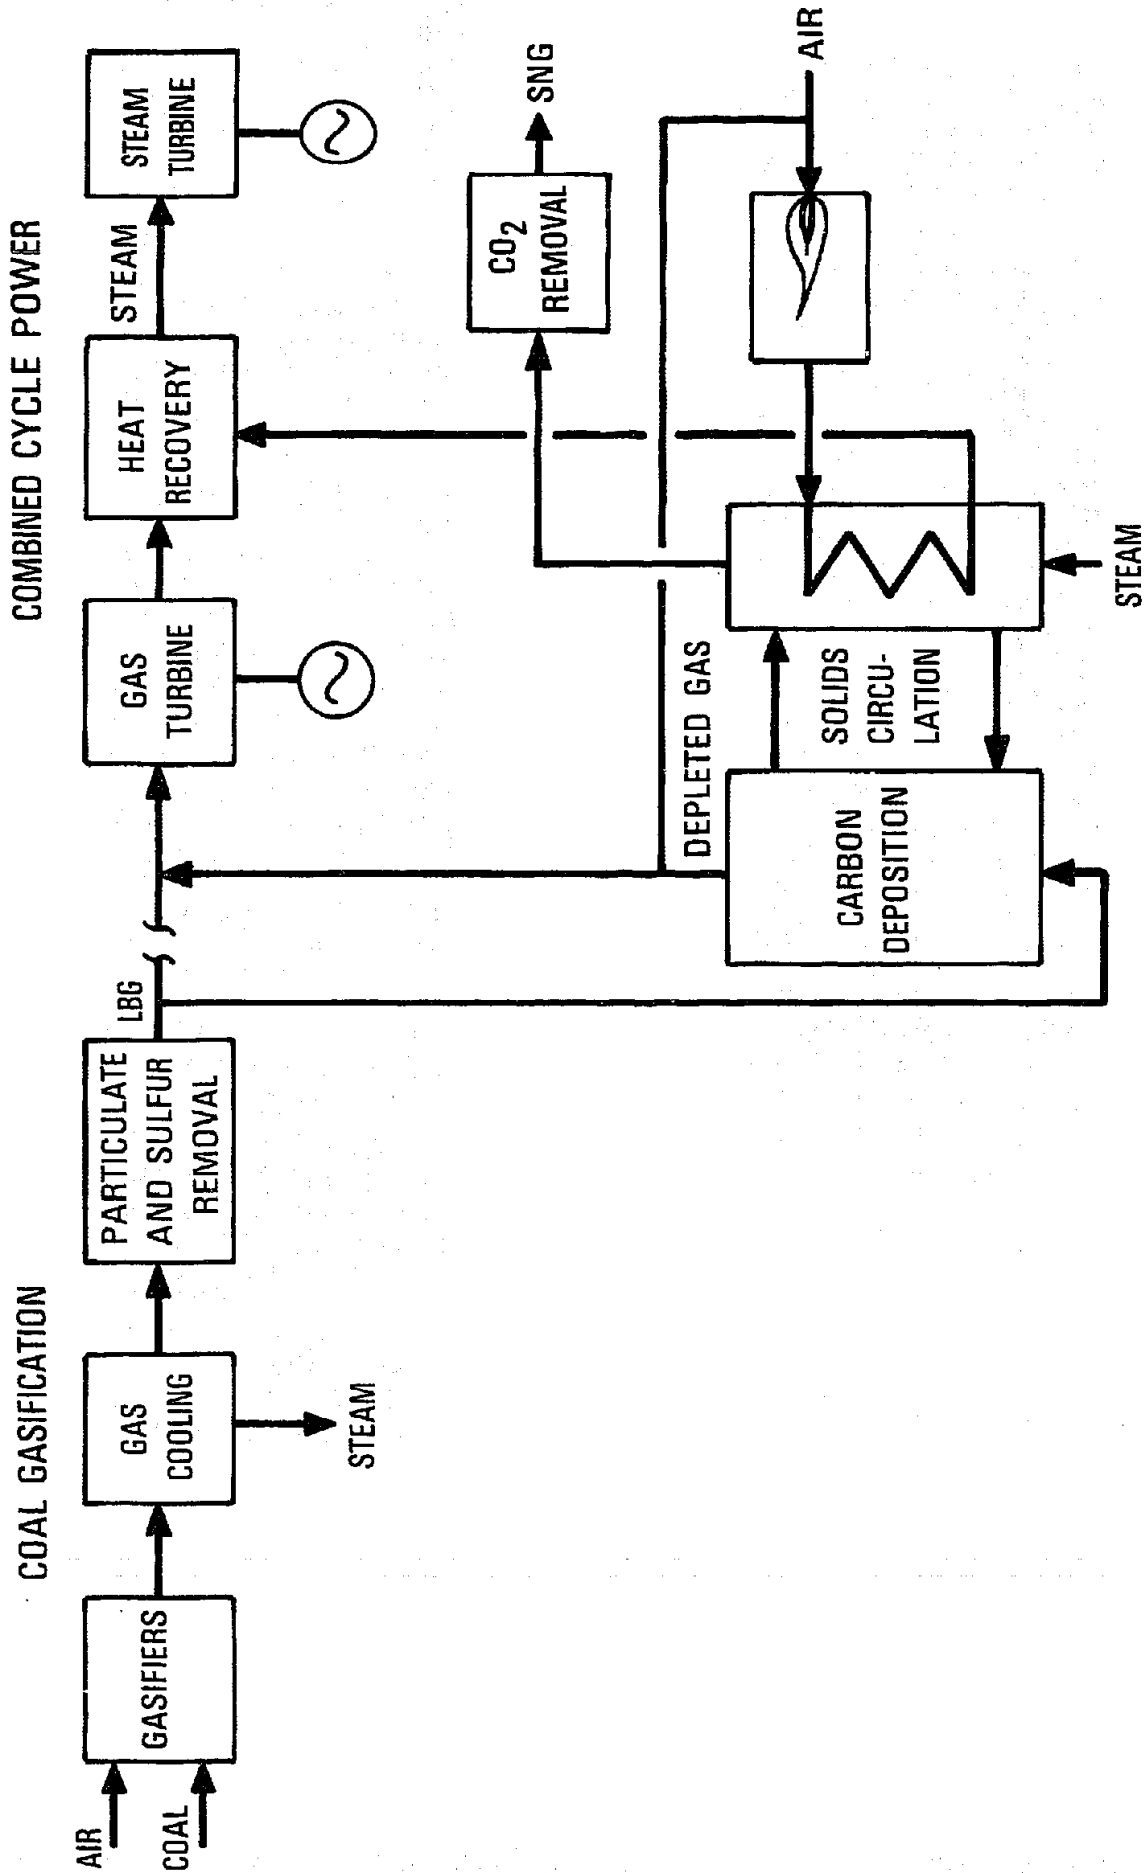 COAL GASIFICATION
COMBINED CYCLE POWER
AIR
COAL
GASIFIERS
GAS
COOLING
STEAM
PARTICULATE
AND SULFUR
REMOVAL
LBG
GAS
TURBINE
HEAT
RECOVERY
STEAM
STEAM
TURBINE
CO₂
REMOVAL
SNG
DEPLETED GAS
CARBON
DEPOSITION
SOLIDS
CIRCU-
LATION
AIR
STEAM